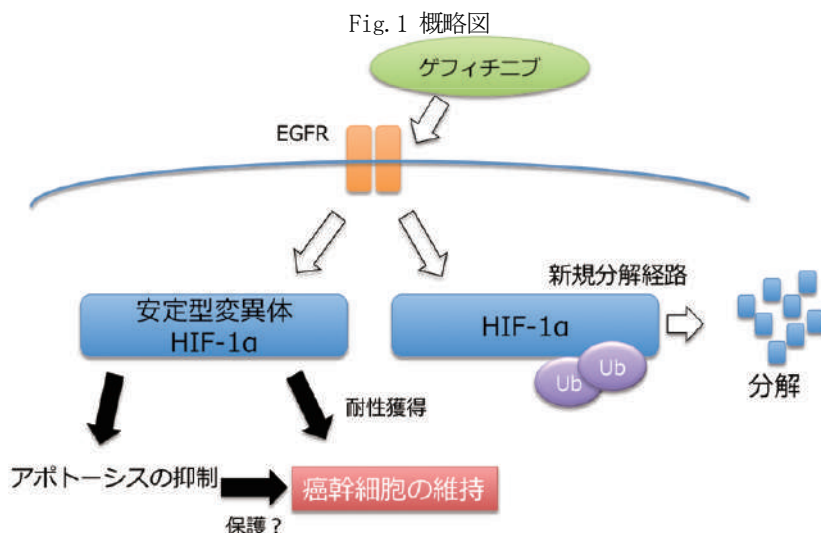 Fig.1 概略図
ゲフィチニブ
EGFR
新規分解経路
安定型変異体
HIF-1α
HIF-1α
Ub
Ub
分解
耐性獲得
アポトーシスの抑制
癌幹細胞の維持
保護？